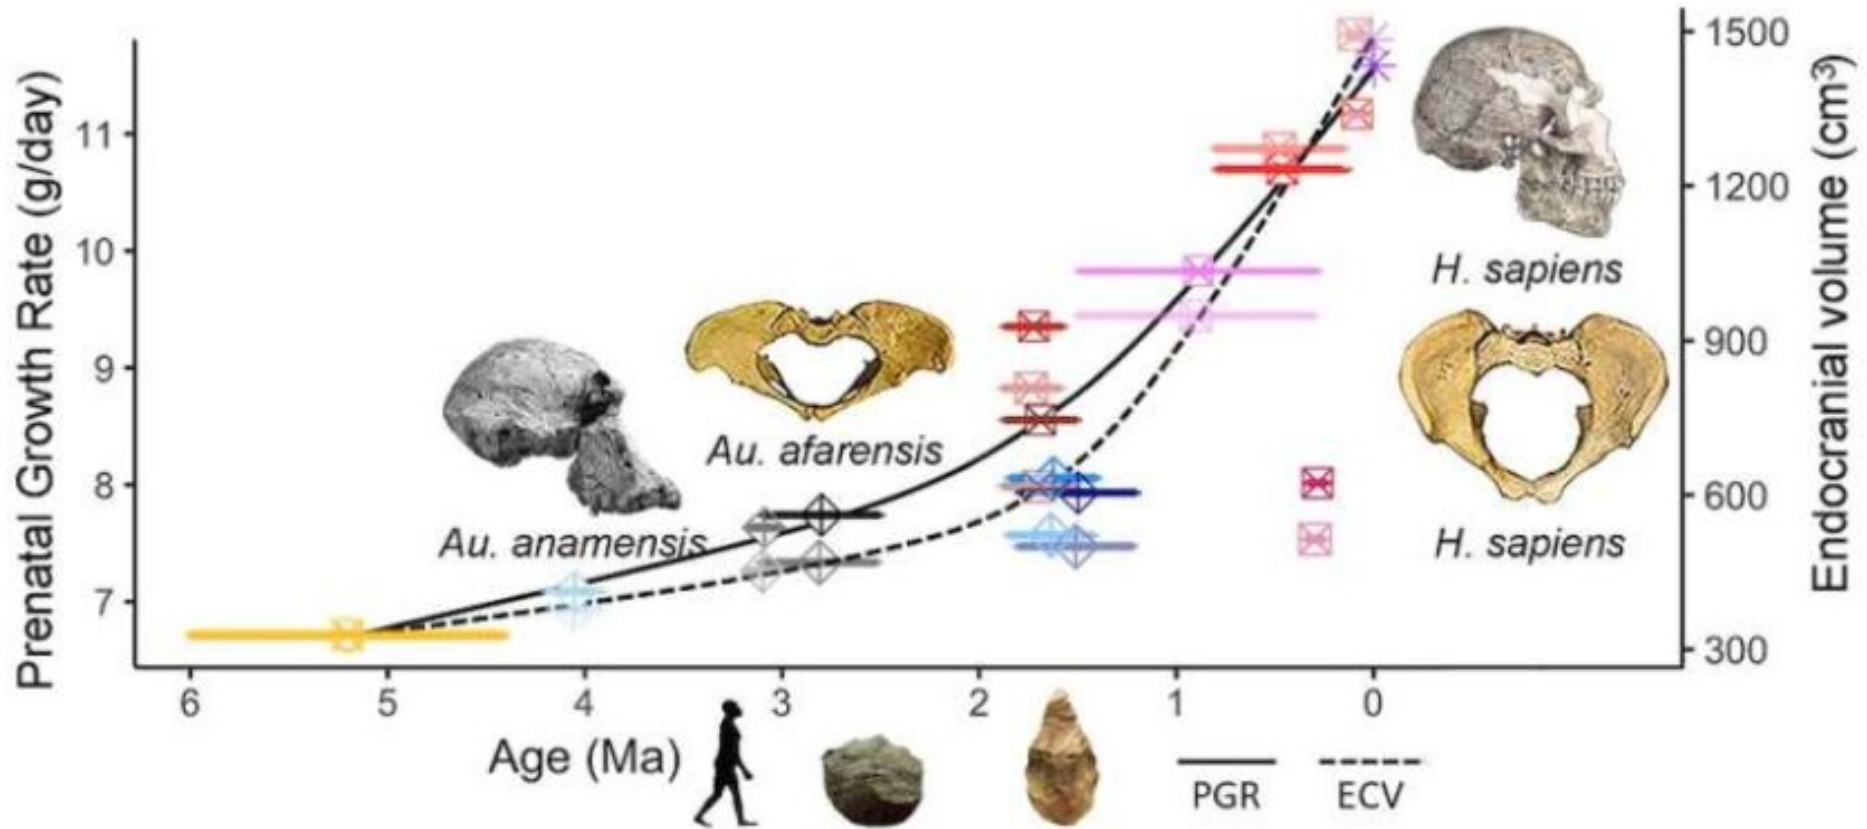 Prenatal Growth Rate (g/day)
11
10
9
8
7
1500
1200
900
600
300
Endocranial volume (cm³)
H. sapiens
Au. afarensis
Au. anamensis
H. sapiens
6 5 4 3 2 1 0
Age (Ma)
PGR ECV